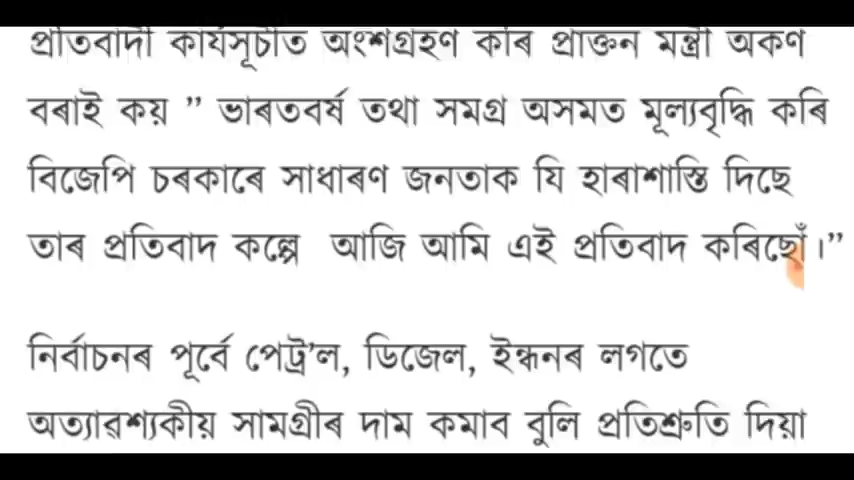 প্ৰতিবাদী কাৰ্যসূচীত অংশগ্ৰহণ কৰি প্ৰাক্তন মন্ত্ৰী অকণ
বৰাই কয় ” ভাৰতবৰ্ষ তথা সমগ্ৰ অসমত মূল্যবৃদ্ধি কৰি
বিজেপি চৰকাৰে সাধাৰণ জনতাক যি হাৰাশাস্তি দিছে
তাৰ প্ৰতিবাদ কল্পে আজি আমি এই প্ৰতিবাদ কৰিছোঁ।”
নিৰ্বাচনৰ পূৰ্বে পেট্ৰ’ল, ডিজেল, ইন্ধনৰ লগতে
অত্যাৱশ্যকীয় সামগ্ৰীৰ দাম কমাব বুলি প্ৰতিশ্ৰুতি দিয়া